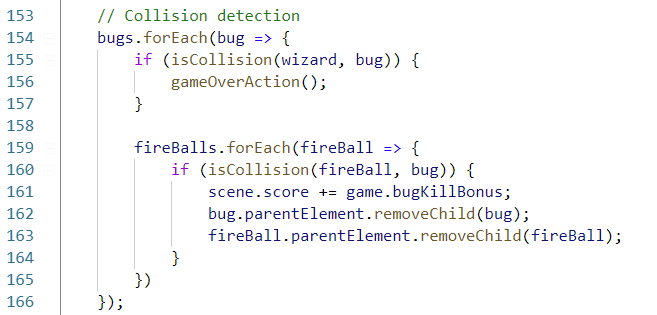 153 // Collision detection
154 bugs.forEach(bug => {
155 if (isCollision(wizard, bug)) {
156 gameOverAction();
157 }
158
159 fireBalls.forEach(fireBall => {
160 if (isCollision(fireBall, bug)) {
161 scene.score += game.bugKillBonus;
162 bug.parentElement.removeChild(bug);
163 fireBall.parentElement.removeChild(fireBall);
164 }
165 })
166 });